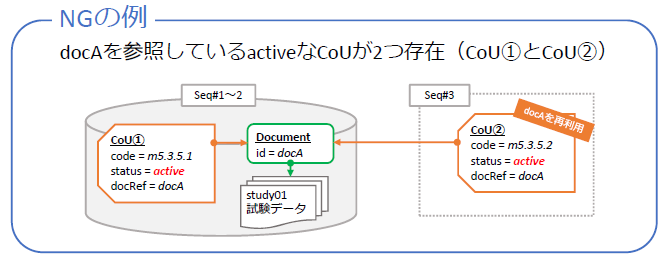 NGの例
docAを参照しているactiveなCoUが2つ存在（CoU①とCoU②）
Seq#1～2
CoU①
code = m5.3.5.1
status = active
docRef = docA
Document
id = docA
study01
試験データ
Seq#3
docAを再利用
CoU②
code = m5.3.5.2
status = active
docRef = docA